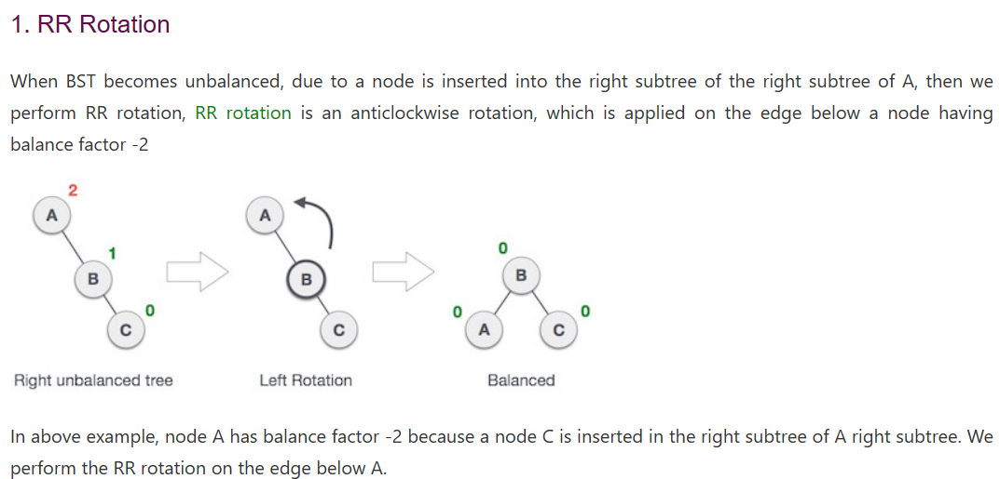 1. RR Rotation
When BST becomes unbalanced, due to a node is inserted into the right subtree of the right subtree of A, then we
perform RR rotation, RR rotation is an anticlockwise rotation, which is applied on the edge below a node having
balance factor -2
2
A
1
B
0
C
A
B
C
0
B
0
A
0
C
Right unbalanced tree
Left Rotation
Balanced
In above example, node A has balance factor -2 because a node C is inserted in the right subtree of A right subtree. We
perform the RR rotation on the edge below A.